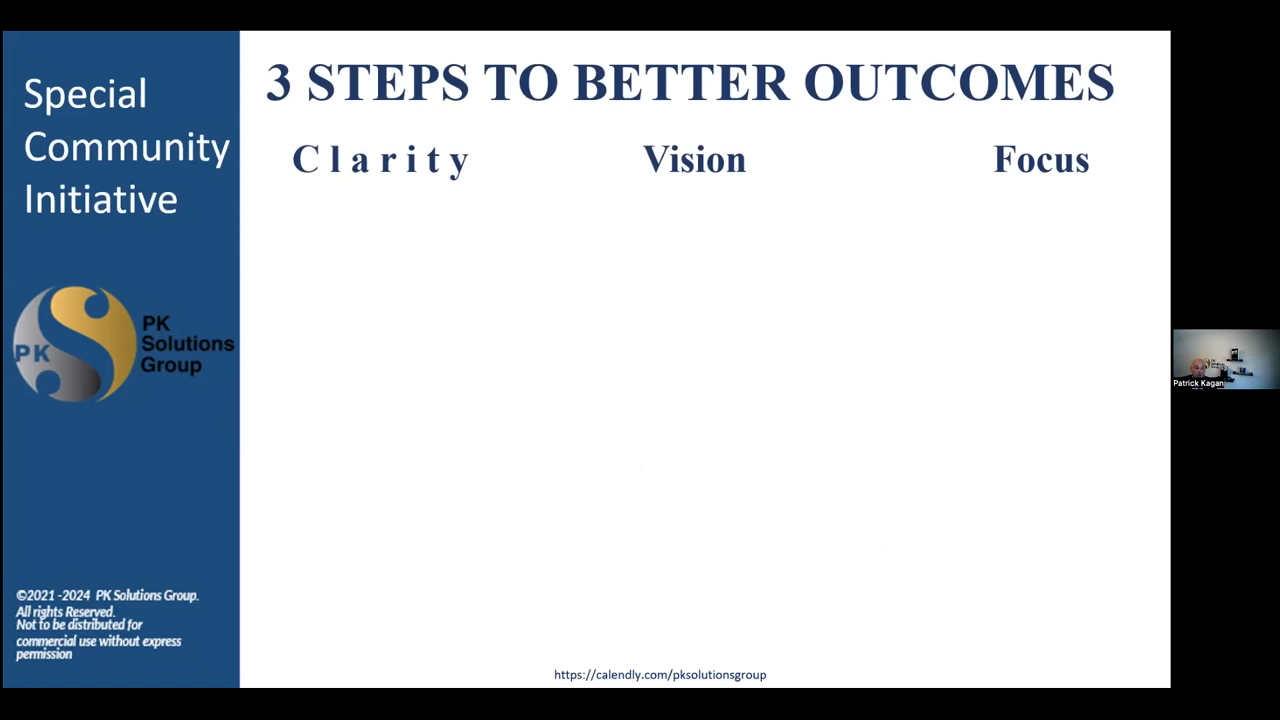 Special
Community
Initiative
PK
PK
Solutions
Group
©2021 -2024 PK Solutions Group.
All rights Reserved.
Not to be distributed for
commercial use without express
permission
3 STEPS TO BETTER OUTCOMES
C l a r i t y Vision Focus
https://calendly.com/pksolutionsgroup
Patrick Kagan